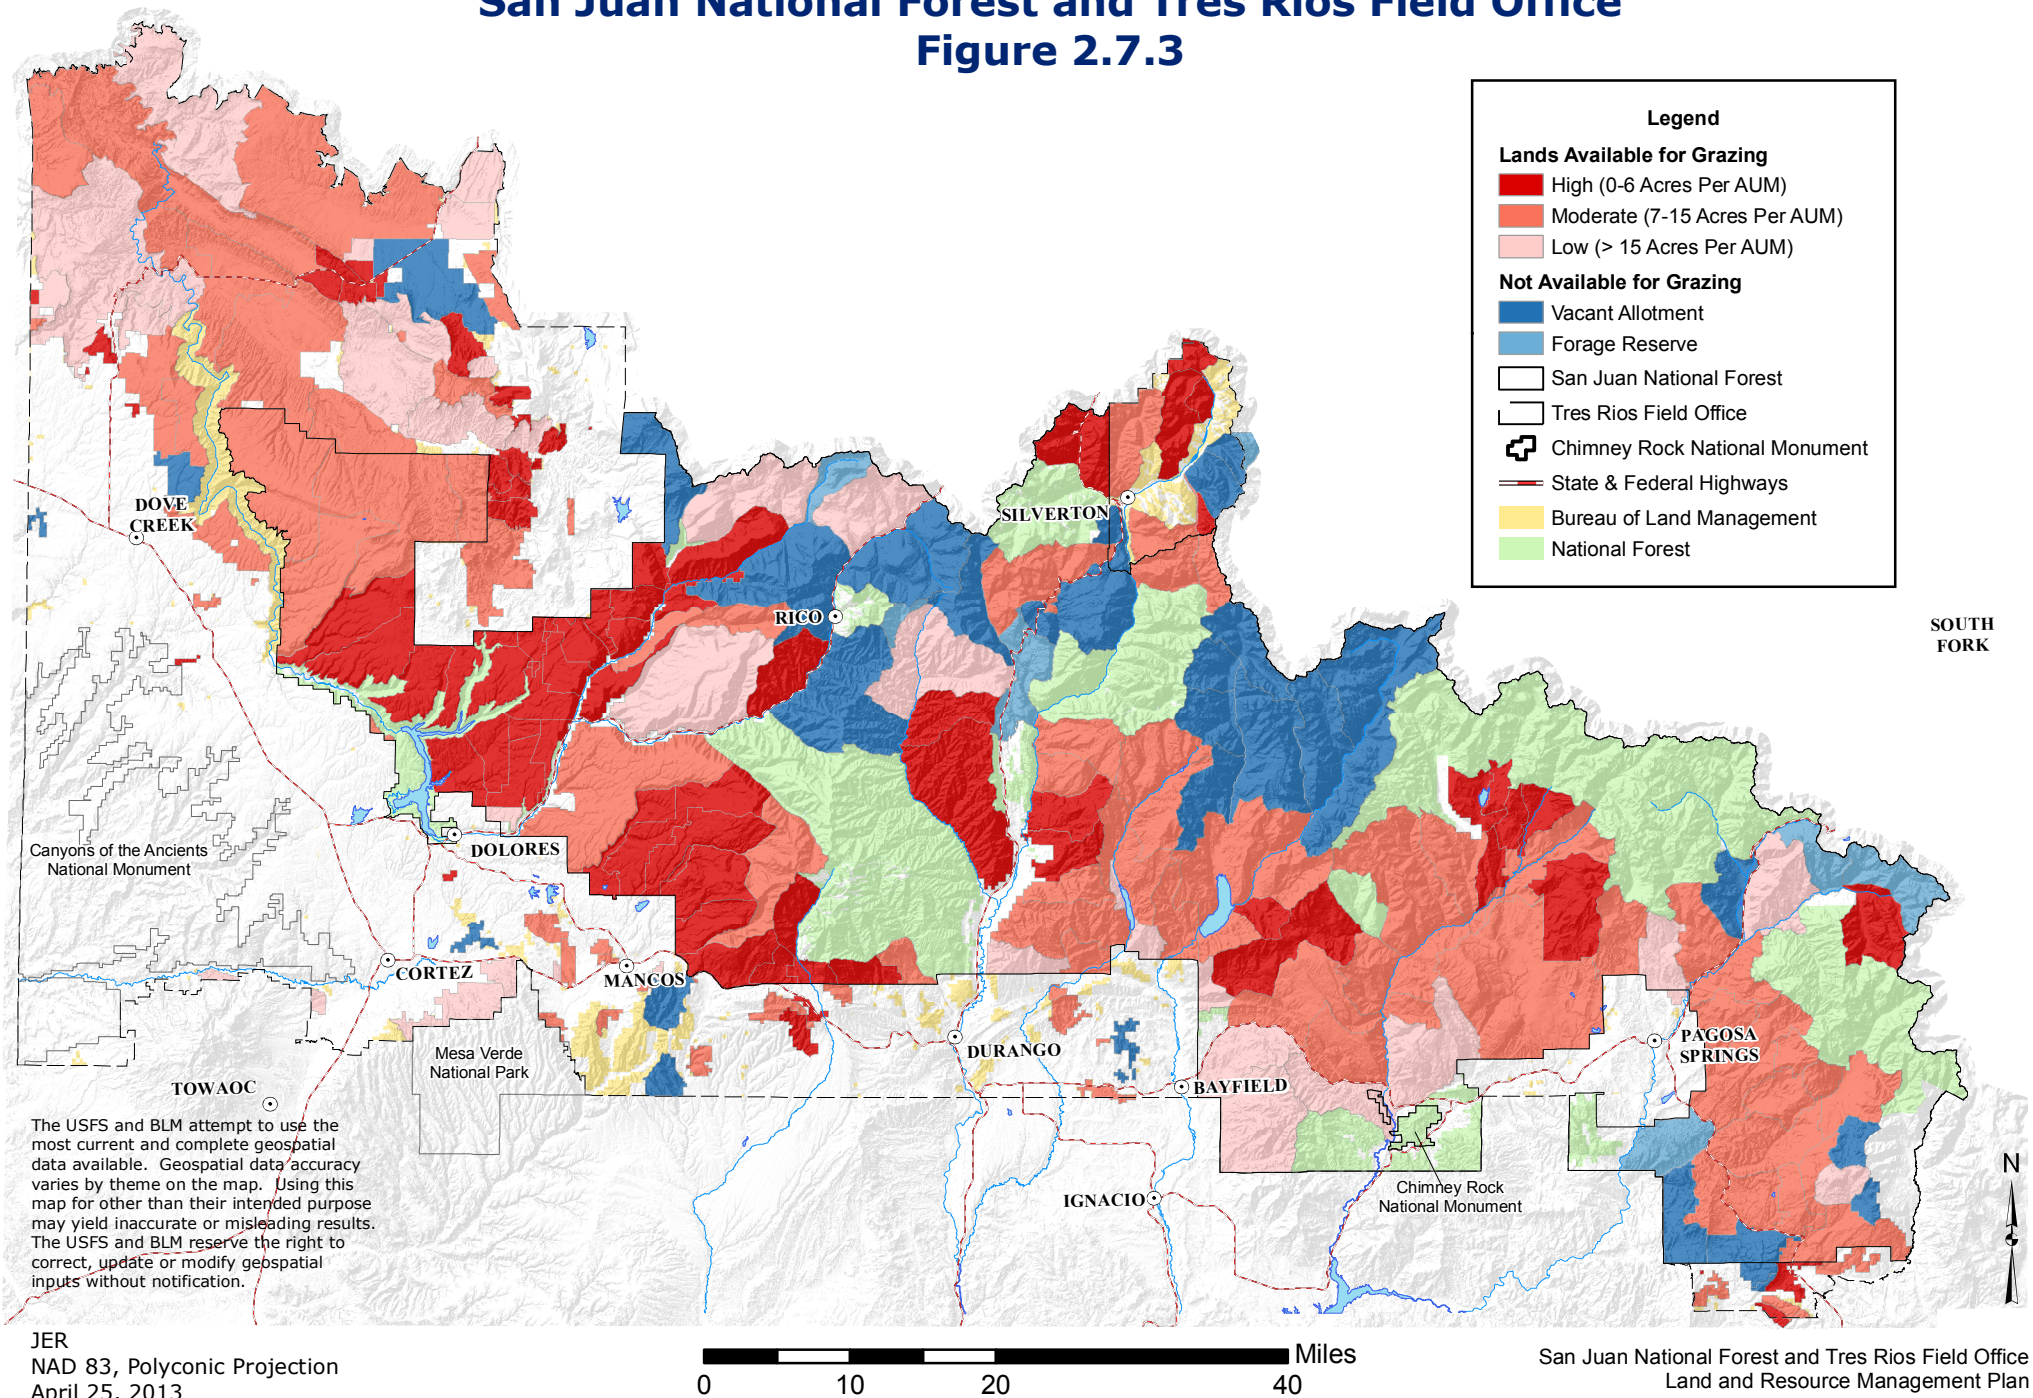 San Juan National Forest and Tres Rios Field Office
Figure 2.7.3
Legend
Lands Available for Grazing
High (0-6 Acres Per AUM)
Moderate (7-15 Acres Per AUM)
Low (> 15 Acres Per AUM)
Not Available for Grazing
Vacant Allotment
Forage Reserve
San Juan National Forest
Tres Rios Field Office
Chimney Rock National Monument
State & Federal Highways
Bureau of Land Management
National Forest
DOVE
CREEK
SILVERTON
RICO
SOUTH
FORK
DOLORES
Canyons of the Ancients
National Monument
CORTEZ
MANCOS
DURANGO
PAGOSA
SPRINGS
Mesa Verde
National Park
TOWAOC
BAYFIELD
IGNACIO
Chimney Rock
National Monument
N
The USFS and BLM attempt to use the
most current and complete geospatial
data available.  Geospatial data accuracy
varies by theme on the map.  Using this
map for other than their intended purpose
may yield inaccurate or misleading results.
The USFS and BLM reserve the right to
correct, update or modify geospatial
inputs without notification.
JER
NAD 83, Polyconic Projection
April 25, 2013
Miles
0 10 20 40
San Juan National Forest and Tres Rios Field Office
Land and Resource Management Plan